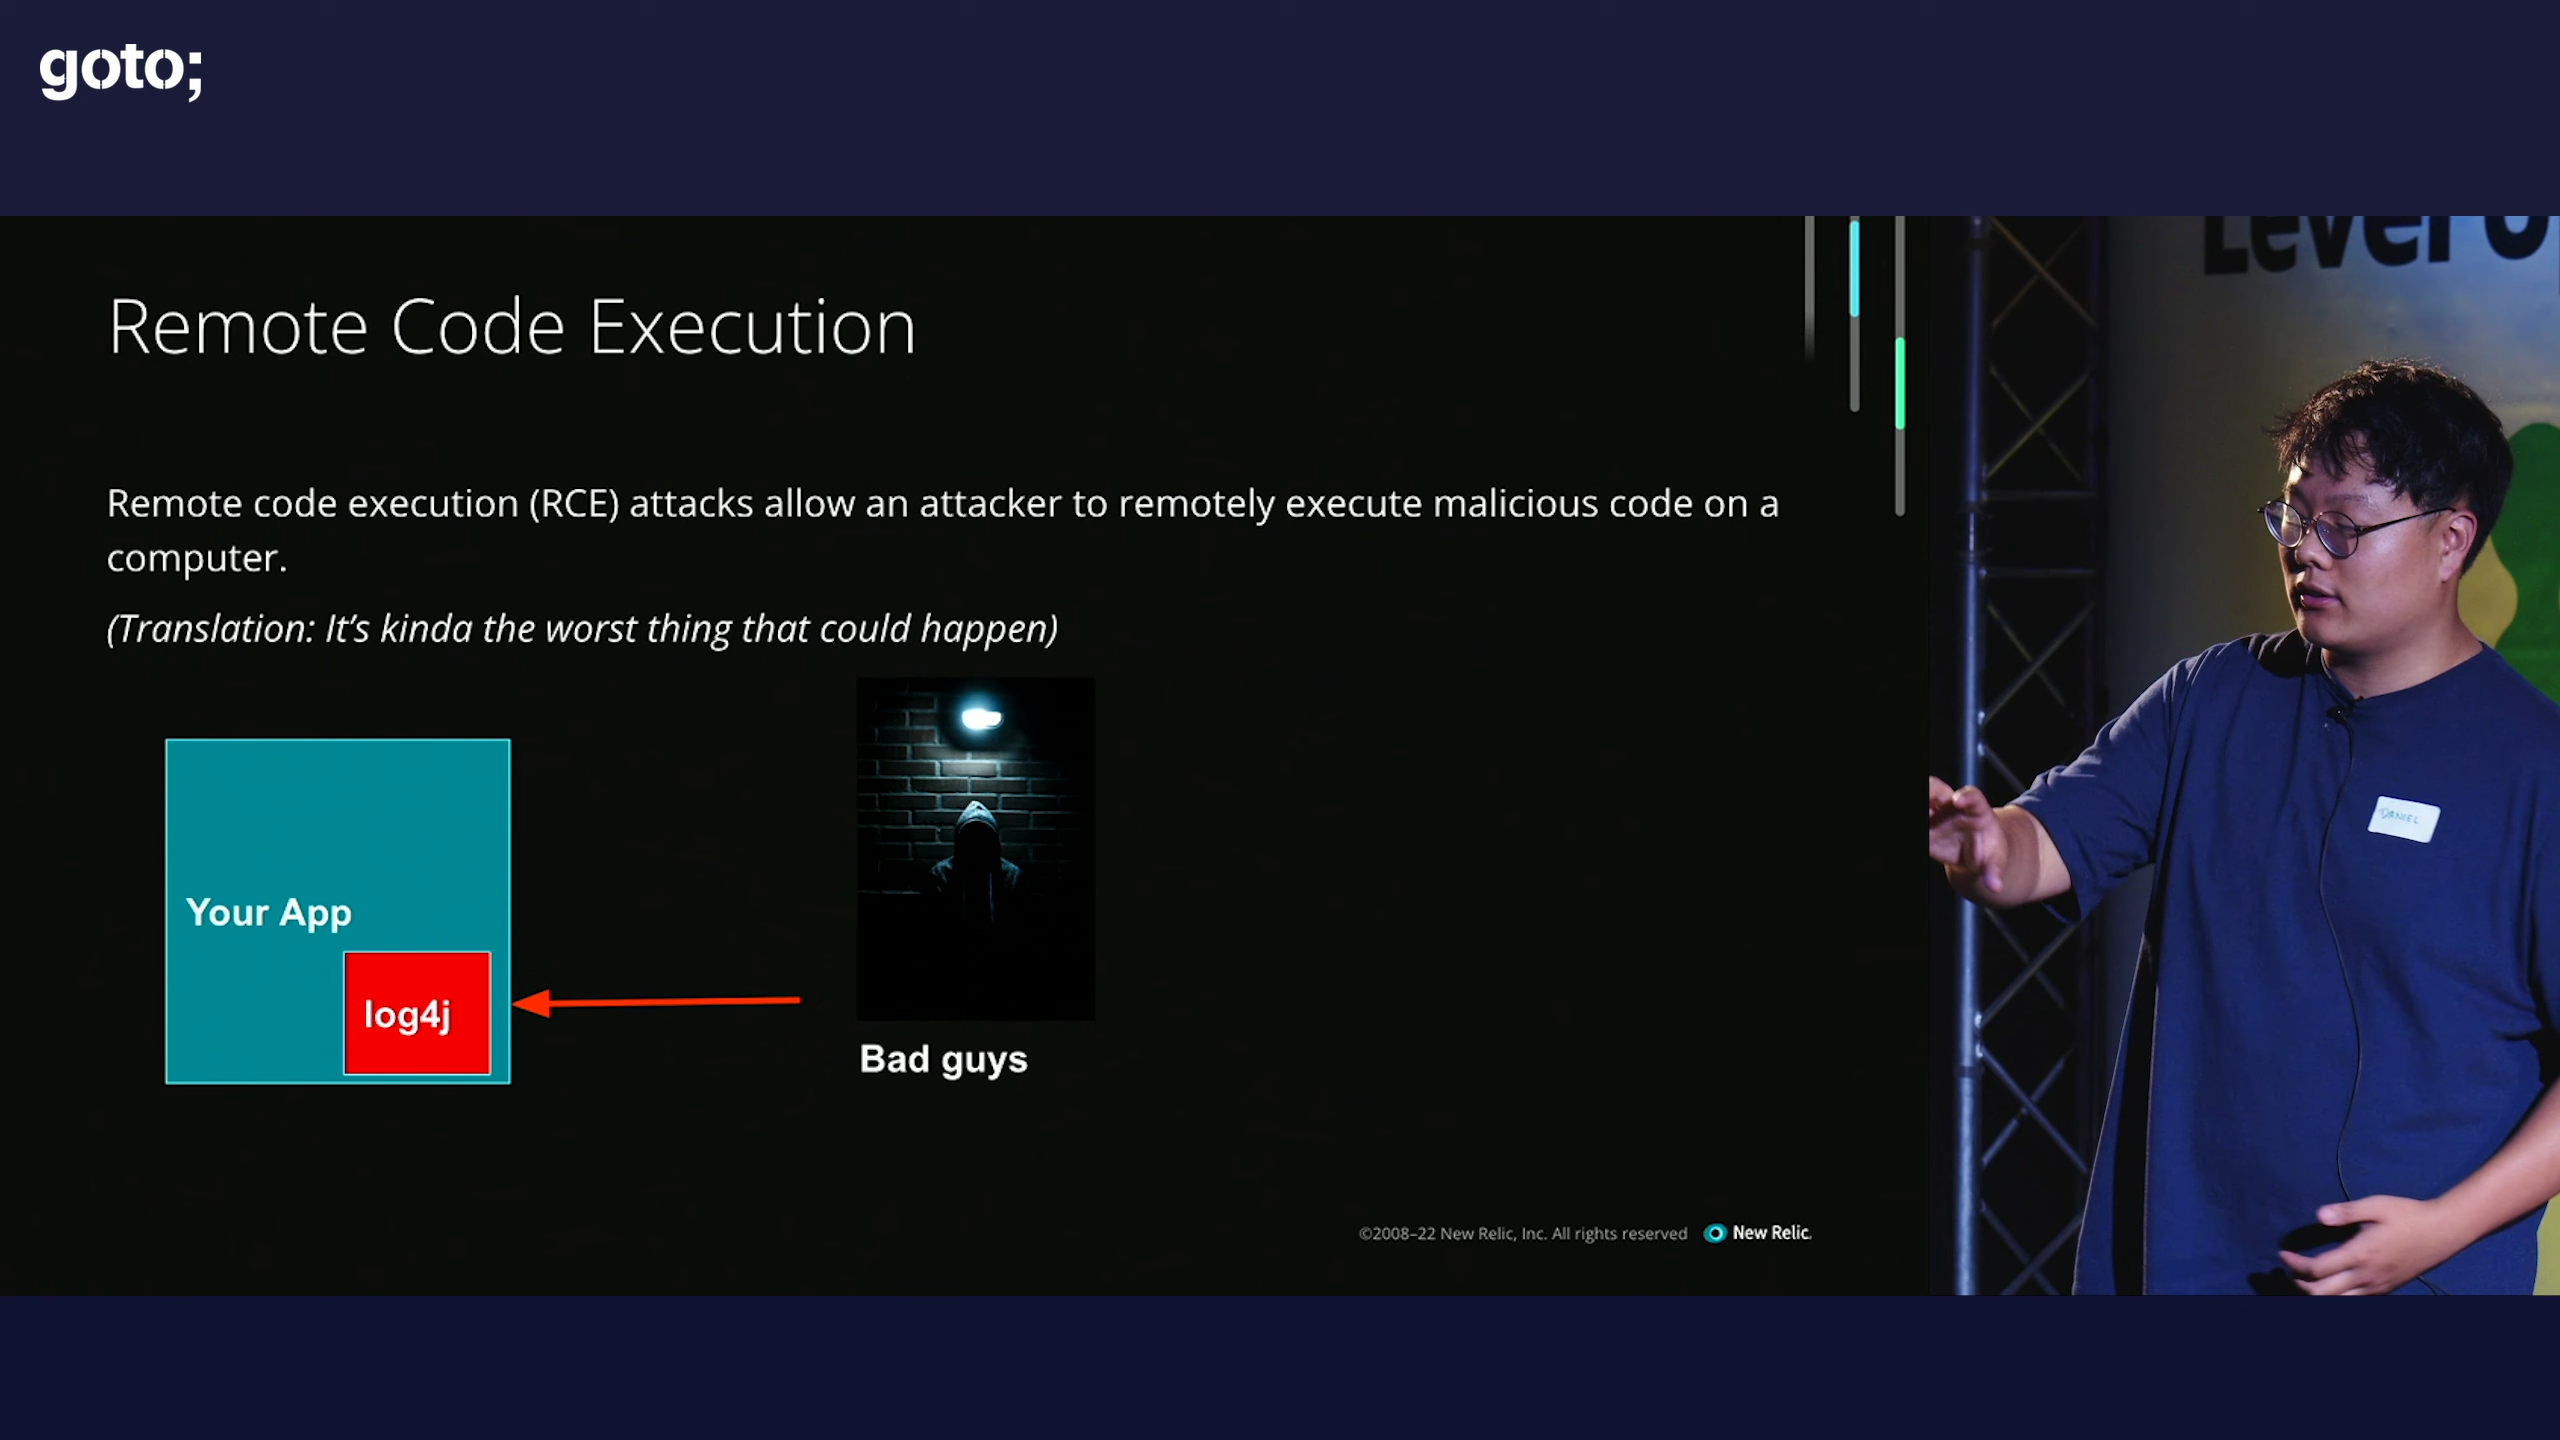 goto;
Level
Remote Code Execution
Remote code execution (RCE) attacks allow an attacker to remotely execute malicious code on a
computer.
(Translation: It’s kinda the worst thing that could happen)
Your App
log4j
Bad guys
DANIEL
©2008–22 New Relic, Inc. All rights reserved
New Relic.